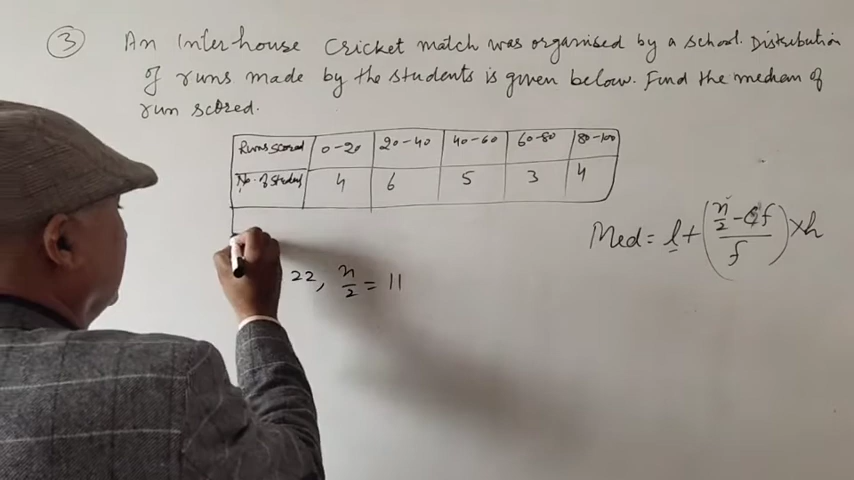 3 An Interhouse cricket match was organised by a school. Distribution
of runs made by the students is given below. Find the median of
run scored.
Runs scored 0-20 20-40 40-60 60-80 80-100
No. of students 4 6 5 3 4
Med = l + (n/2 - cf / f) × h
22, n/2 = 11